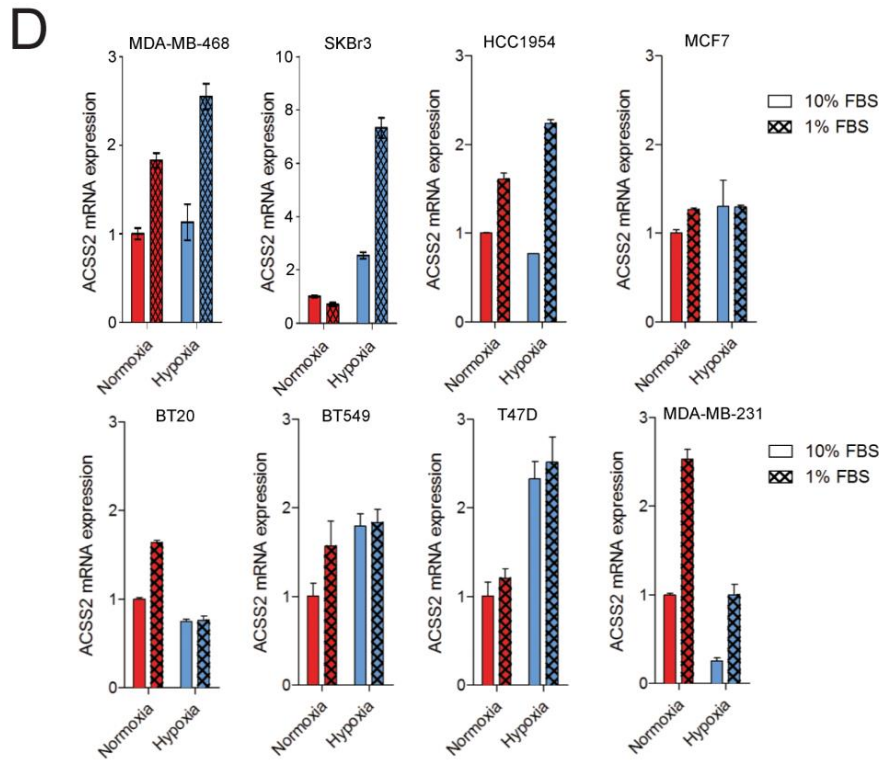 D
MDA-MB-468
ACSS2 mRNA expression
3
2
1
0
Normoxia
Hypoxia
SKBr3
ACSS2 mRNA expression
10
8
6
4
2
0
Normoxia
Hypoxia
HCC1954
ACSS2 mRNA expression
3
2
1
0
Normoxia
Hypoxia
MCF7
ACSS2 mRNA expression
3
2
1
0
Normoxia
Hypoxia
10% FBS
1% FBS
BT20
ACSS2 mRNA expression
3
2
1
0
Normoxia
Hypoxia
BT549
ACSS2 mRNA expression
3
2
1
0
Normoxia
Hypoxia
T47D
ACSS2 mRNA expression
3
2
1
0
Normoxia
Hypoxia
MDA-MB-231
ACSS2 mRNA expression
3
2
1
0
Normoxia
Hypoxia
10% FBS
1% FBS